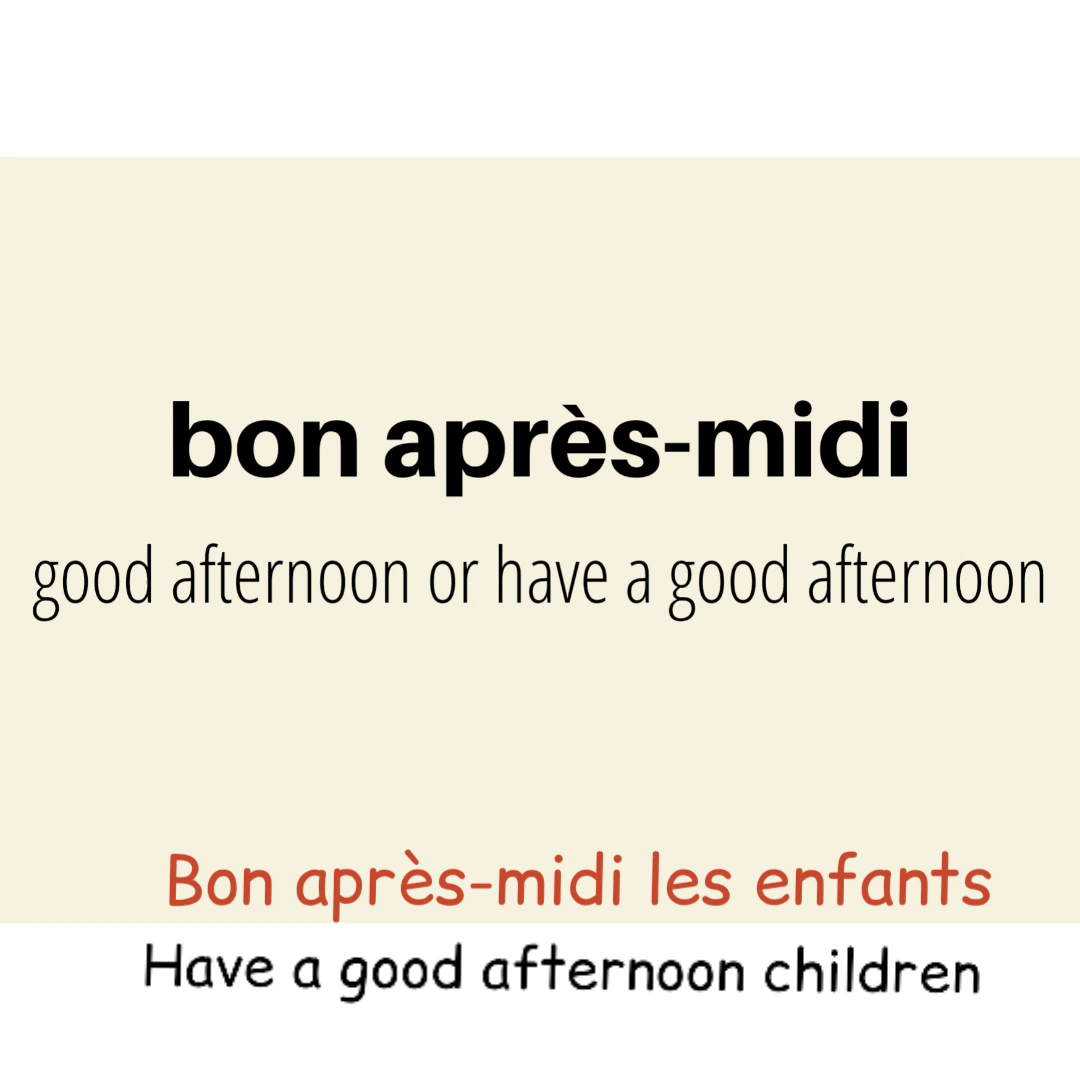 bon après-midi
good afternoon or have a good afternoon
Bon après-midi les enfants
Have a good afternoon children